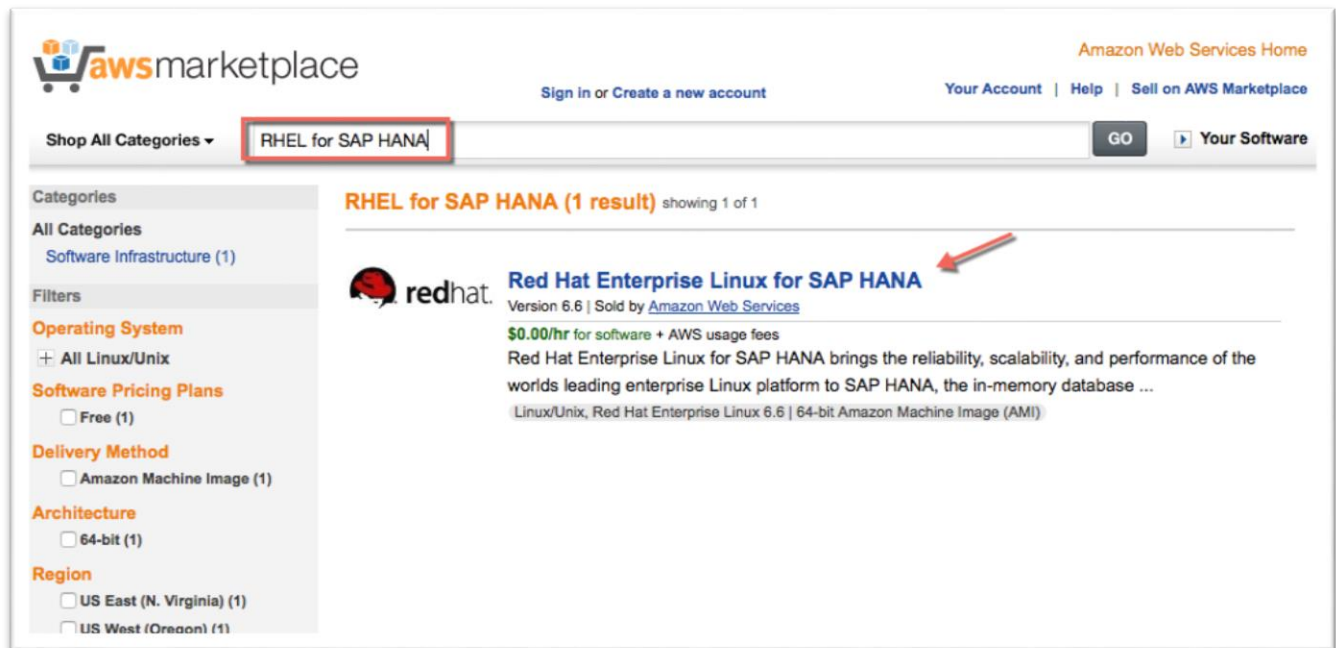 awsmarketplace
Amazon Web Services Home
Sign in or Create a new account
Your Account | Help | Sell on AWS Marketplace
Shop All Categories
RHEL for SAP HANA
GO
Your Software
Categories
All Categories
Software Infrastructure (1)
Filters
Operating System
All Linux/Unix
Software Pricing Plans
Free (1)
Delivery Method
Amazon Machine Image (1)
Architecture
64-bit (1)
Region
US East (N. Virginia) (1)
US West (Oregon) (1)
RHEL for SAP HANA (1 result) showing 1 of 1
redhat.
Red Hat Enterprise Linux for SAP HANA
Version 6.6 | Sold by Amazon Web Services
$0.00/hr for software + AWS usage fees
Red Hat Enterprise Linux for SAP HANA brings the reliability, scalability, and performance of the
worlds leading enterprise Linux platform to SAP HANA, the in-memory database ...
Linux/Unix, Red Hat Enterprise Linux 6.6 | 64-bit Amazon Machine Image (AMI)